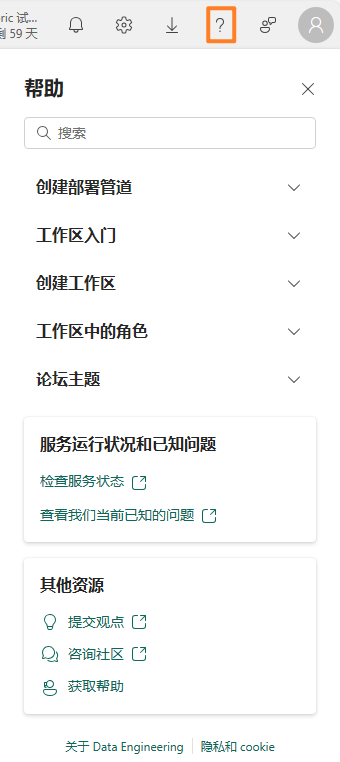 ric 试...
剩 59 天
帮助
搜索
创建部署管道
工作区入门
创建工作区
工作区中的角色
论坛主题
服务运行状况和已知问题
检查服务状态
查看我们当前已知的问题
其他资源
提交观点
咨询社区
获取帮助
关于 Data Engineering
隐私和 cookie